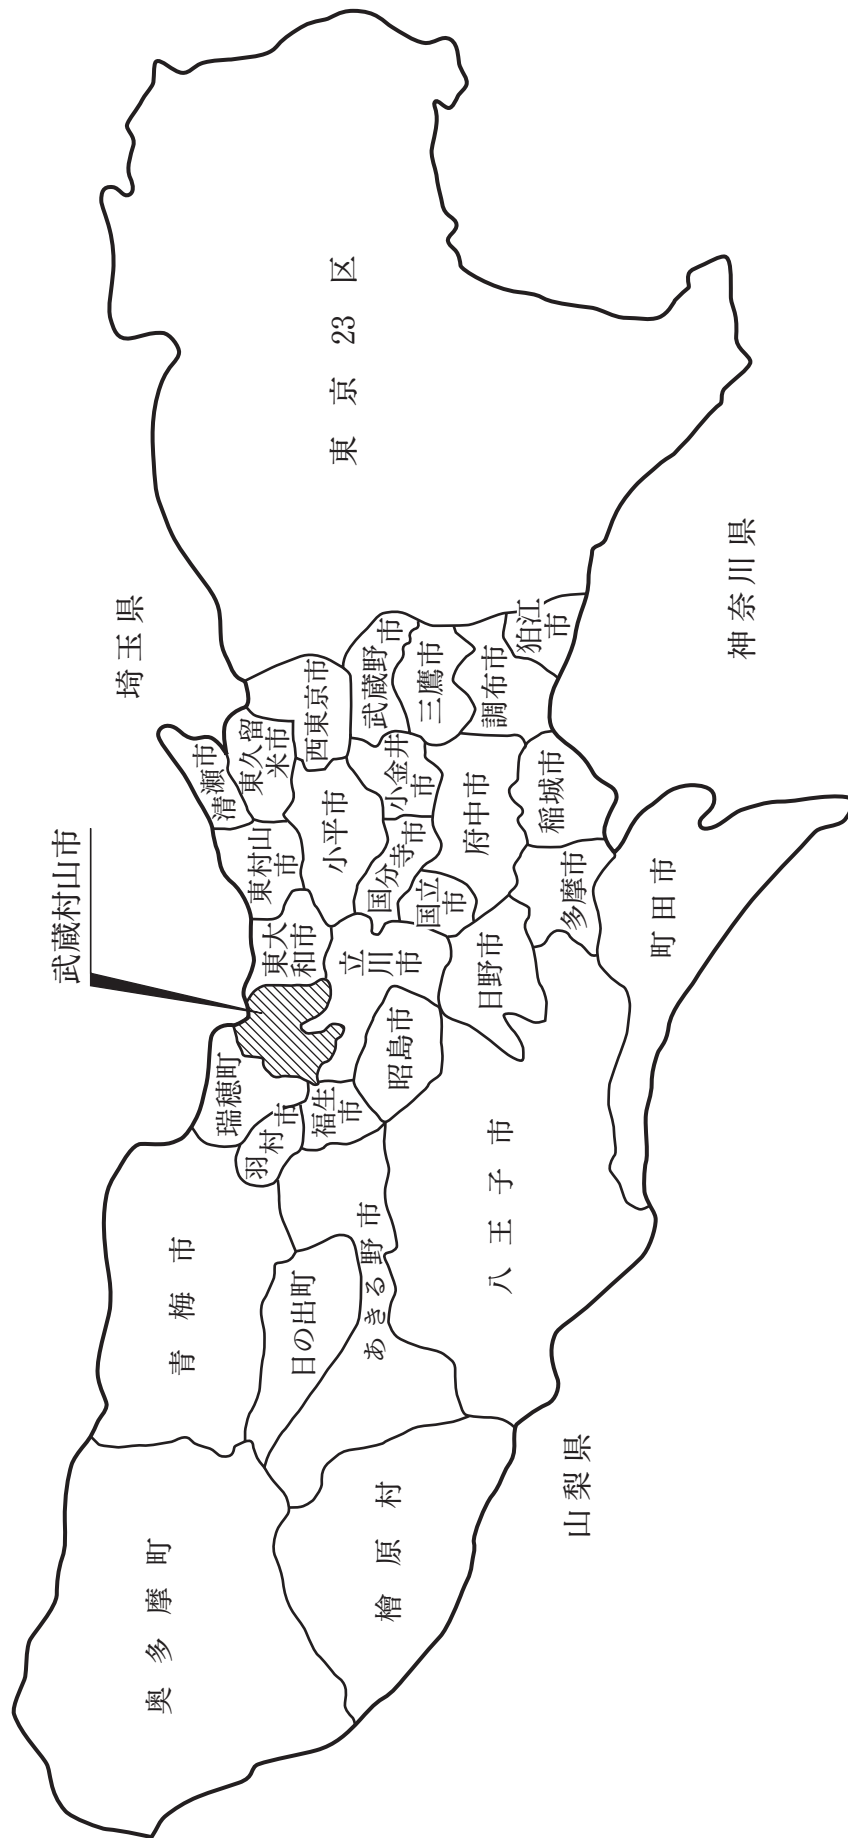 武蔵村山市
埼玉県
奥多摩町
青梅市
瑞穂町
羽村市
福生市
日の出町
あきる野市
檜原村
昭島市
八王子市
東大
和市
立川市
東村山市
清瀬市
東久留
米市
西東京市
小平市
国分寺市
国立市
小金井市
武蔵野市
三鷹市
調布市
狛江市
府中市
日野市
多摩市
稲城市
町田市
東京23区
山梨県
神奈川県